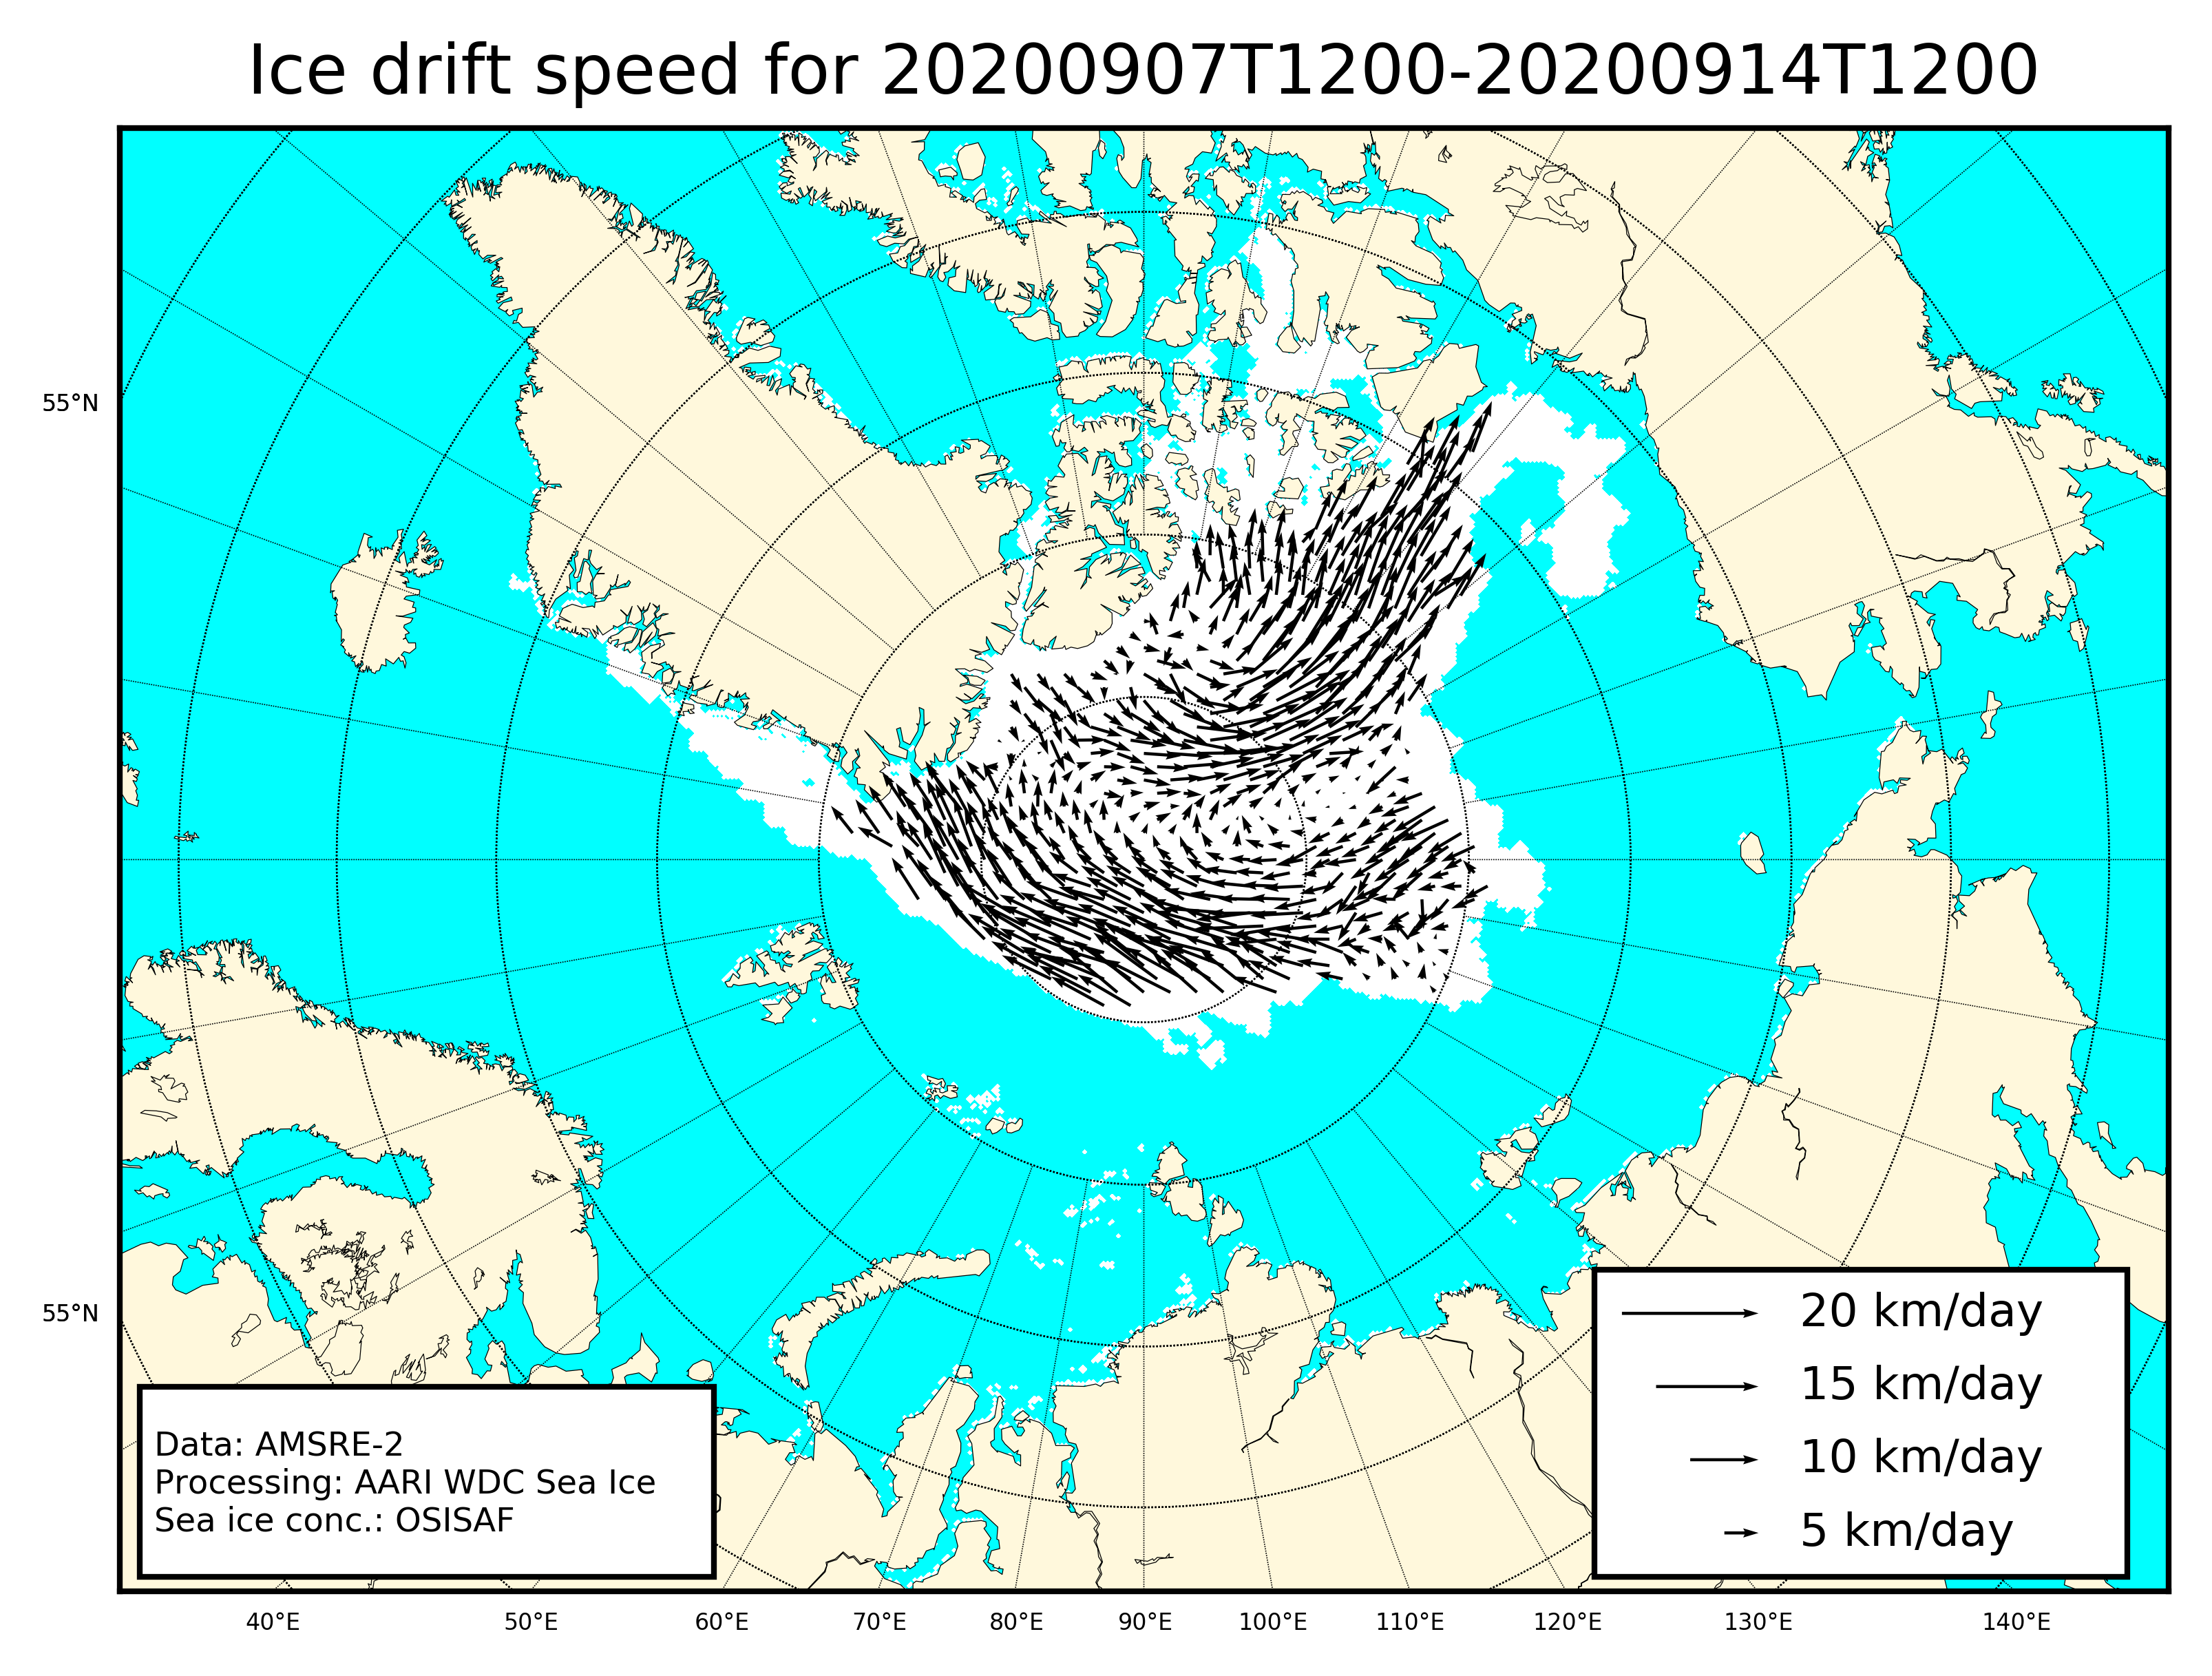 Ice drift speed for 20200907T1200-20200914T1200
55°N
55°N
20 km/day
15 km/day
10 km/day
5 km/day
Data: AMSRE-2
Processing: AARI WDC Sea Ice
Sea ice conc.: OSISAF
40°E 50°E 60°E 70°E 80°E 90°E 100°E 110°E 120°E 130°E 140°E